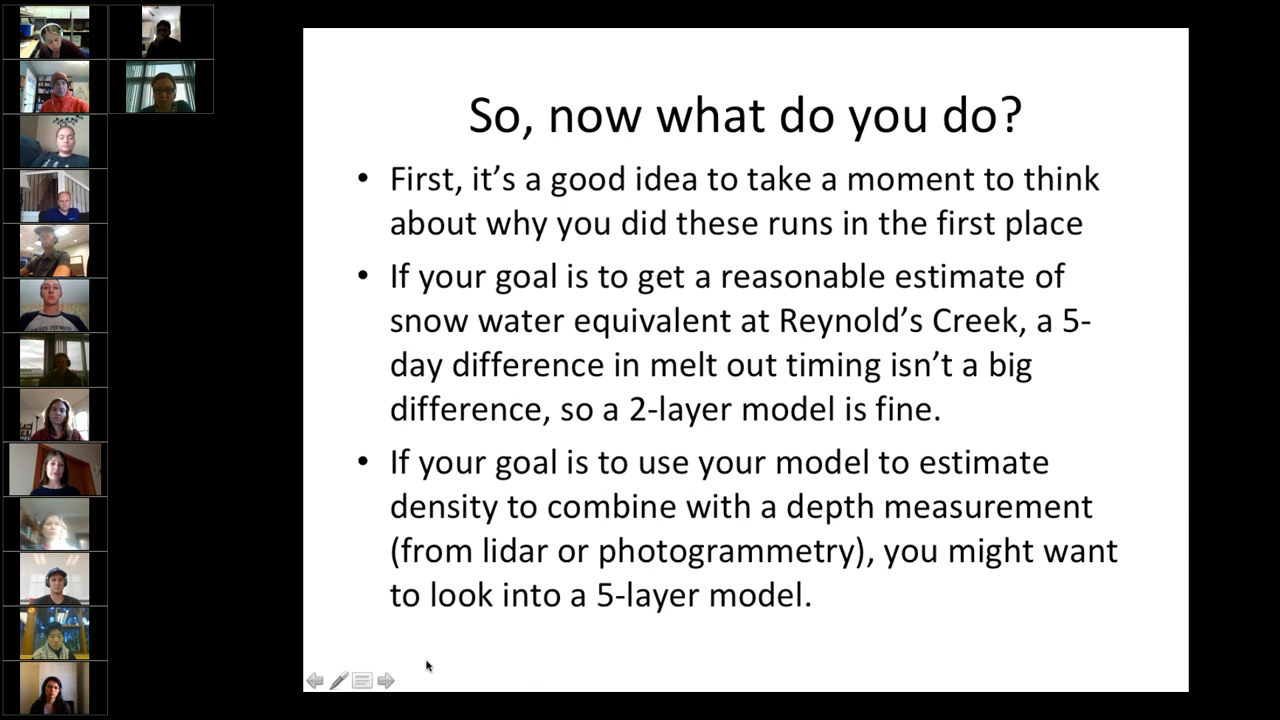 So, now what do you do?
• First, it's a good idea to take a moment to think
about why you did these runs in the first place
• If your goal is to get a reasonable estimate of
snow water equivalent at Reynold's Creek, a 5-
day difference in melt out timing isn't a big
difference, so a 2-layer model is fine.
• If your goal is to use your model to estimate
density to combine with a depth measurement
(from lidar or photogrammetry), you might want
to look into a 5-layer model.